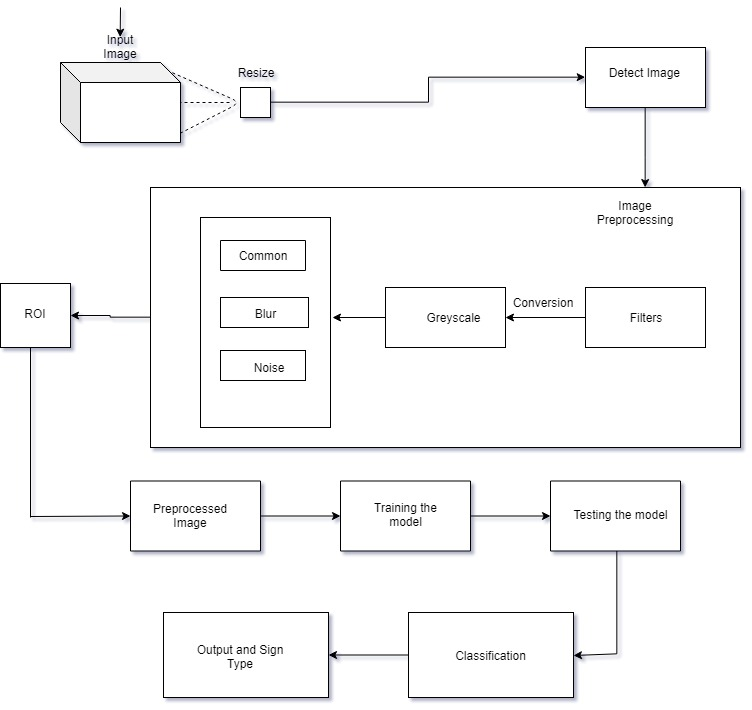 Input
Image
Resize
Detect Image
Image
Preprocessing
Common
Blur
Noise
Greyscale
Conversion
Filters
ROI
Preprocessed
Image
Training the
model
Testing the model
Output and Sign
Type
Classification